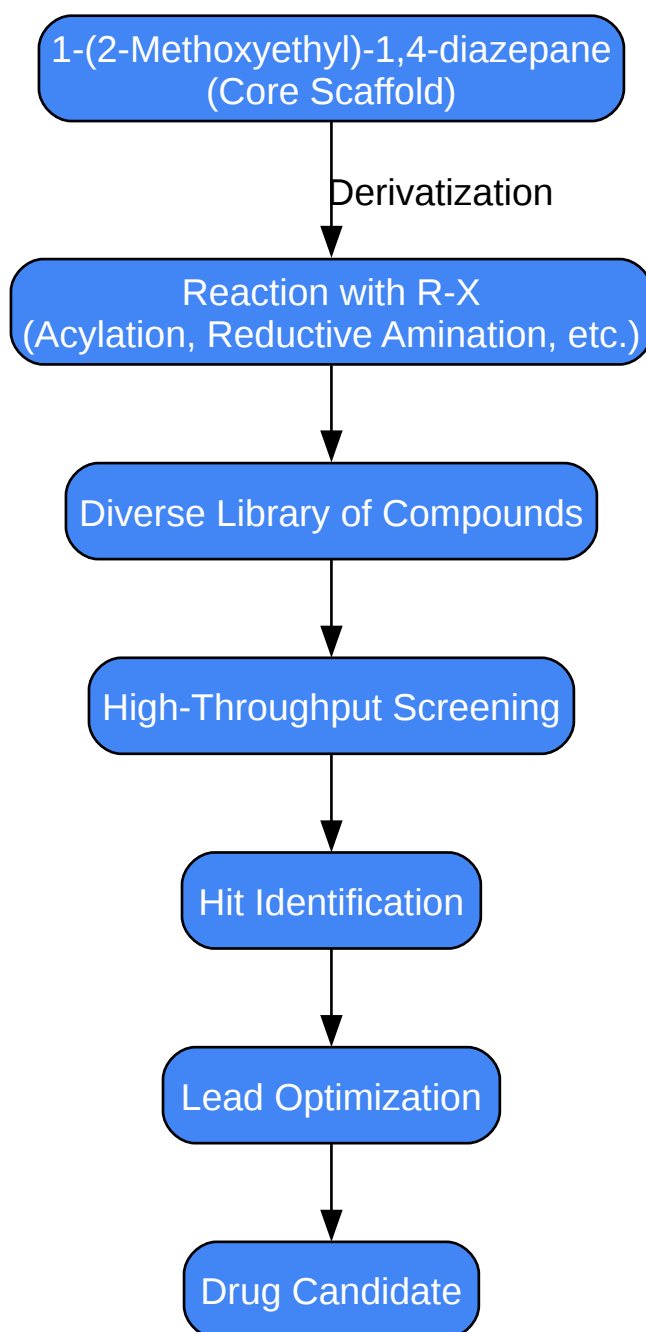 1-(2-Methoxyethyl)-1,4-diazepane
(Core Scaffold)
Derivatization
Reaction with R-X
(Acylation, Reductive Amination, etc.)
Diverse Library of Compounds
High-Throughput Screening
Hit Identification
Lead Optimization
Drug Candidate